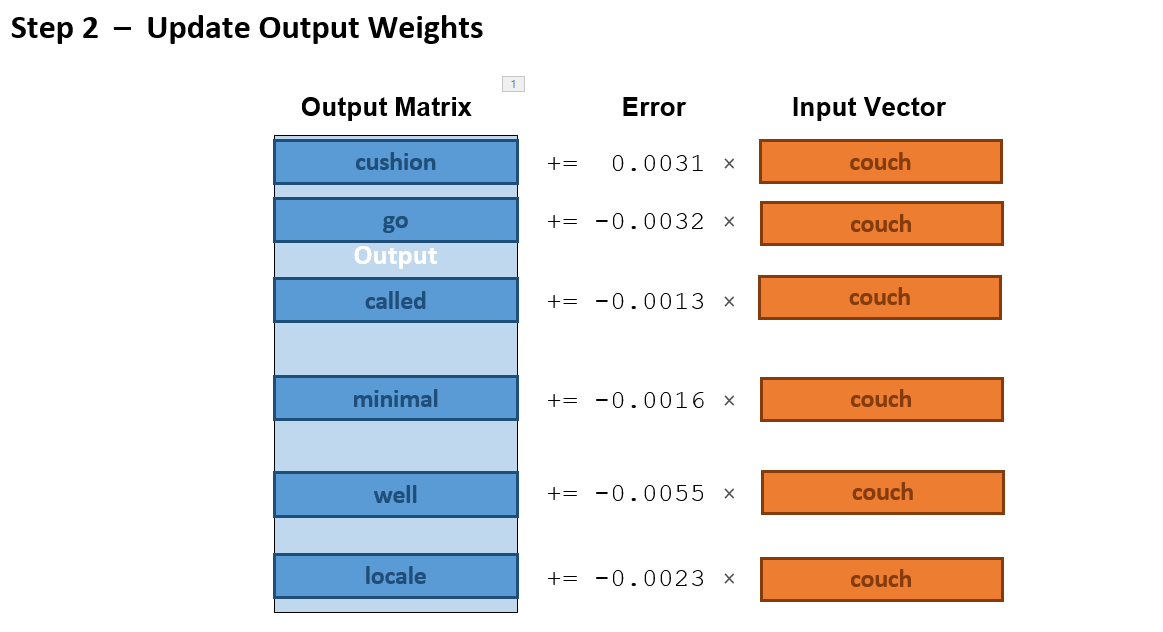 Step 2 – Update Output Weights
1
Output Matrix Error Input Vector
cushion += 0.0031 × couch
go += -0.0032 × couch
Output
called += -0.0013 × couch
minimal += -0.0016 × couch
well += -0.0055 × couch
locale += -0.0023 × couch